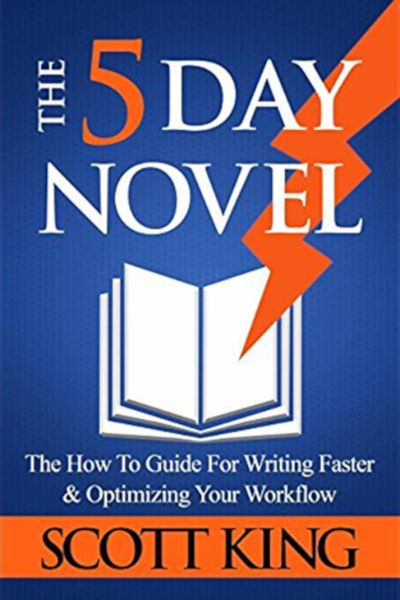 THE 5 DAY
NOVEL
The How To Guide For Writing Faster
& Optimizing Your Workflow
SCOTT KING